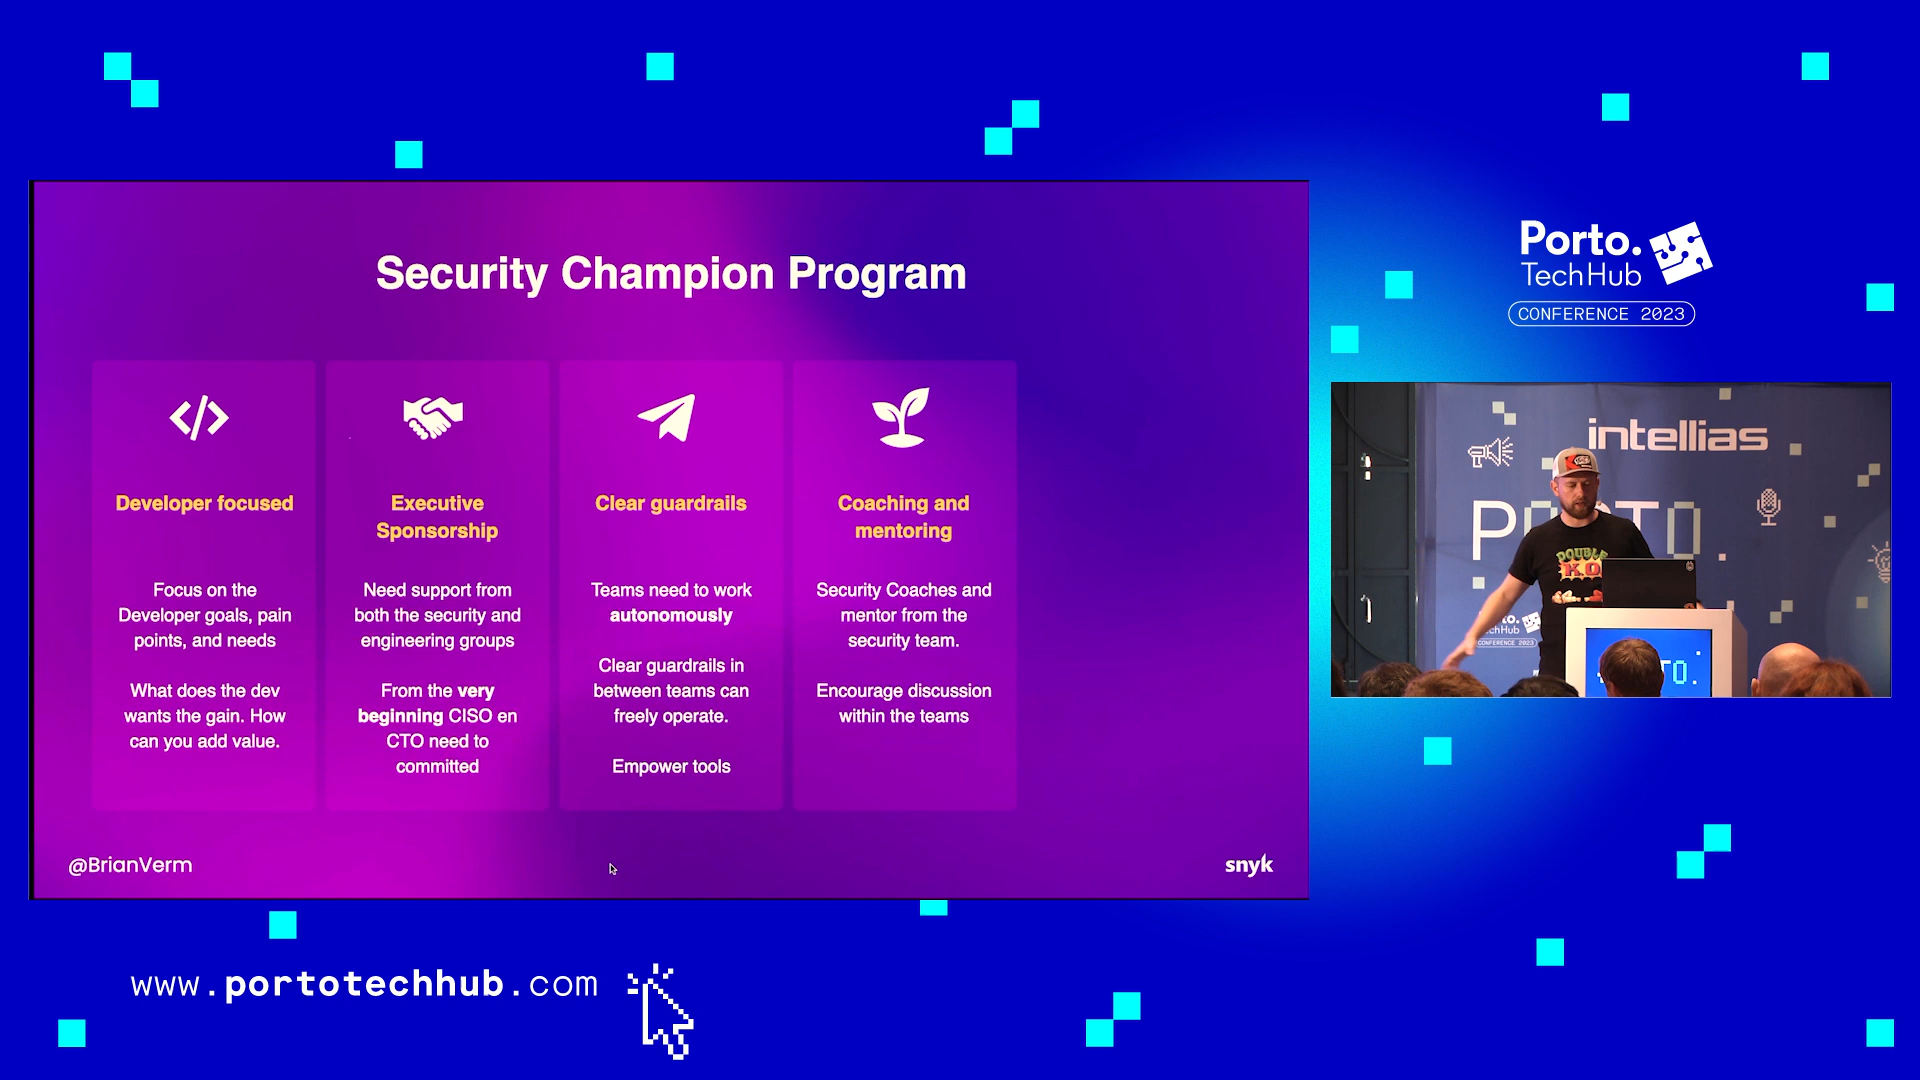 Security Champion Program
</>
Developer focused
Focus on the
Developer goals, pain
points, and needs
What does the dev
wants the gain. How
can you add value.
Executive
Sponsorship
Need support from
both the security and
engineering groups
From the very
beginning CISO en
CTO need to
committed
Clear guardrails
Teams need to work
autonomously
Clear guardrails in
between teams can
freely operate.
Empower tools
Coaching and
mentoring
Security Coaches and
mentor from the
security team.
Encourage discussion
within the teams
@BrianVerm
snyk
Porto.
TechHub
CONFERENCE 2023
intellias
DOUBLE
K.O.
CONFERENCE 2023
www.portotechhub.com